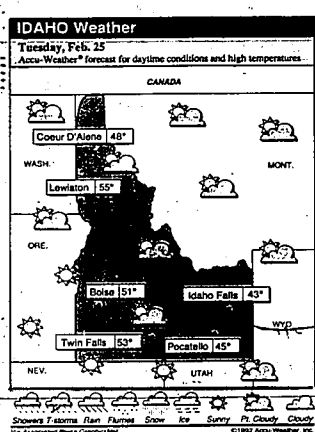 IDAHO Weather
Tuesday, Feb. 25
Accu-Weather® forecast for daytime conditions and high temperatures
CANADA
Coeur D'Alene 48°
WASH.
MONT.
Lewiston 55°
ORE.
Boise 51°
Idaho Falls 43°
WYO
Twin Falls 53°
Pocatello 45°
NEV.
UTAH
Showers T-storms Rain Flurries Snow Ice Sunny Pt. Cloudy Cloudy
©1997 Accu-Weather, Inc.